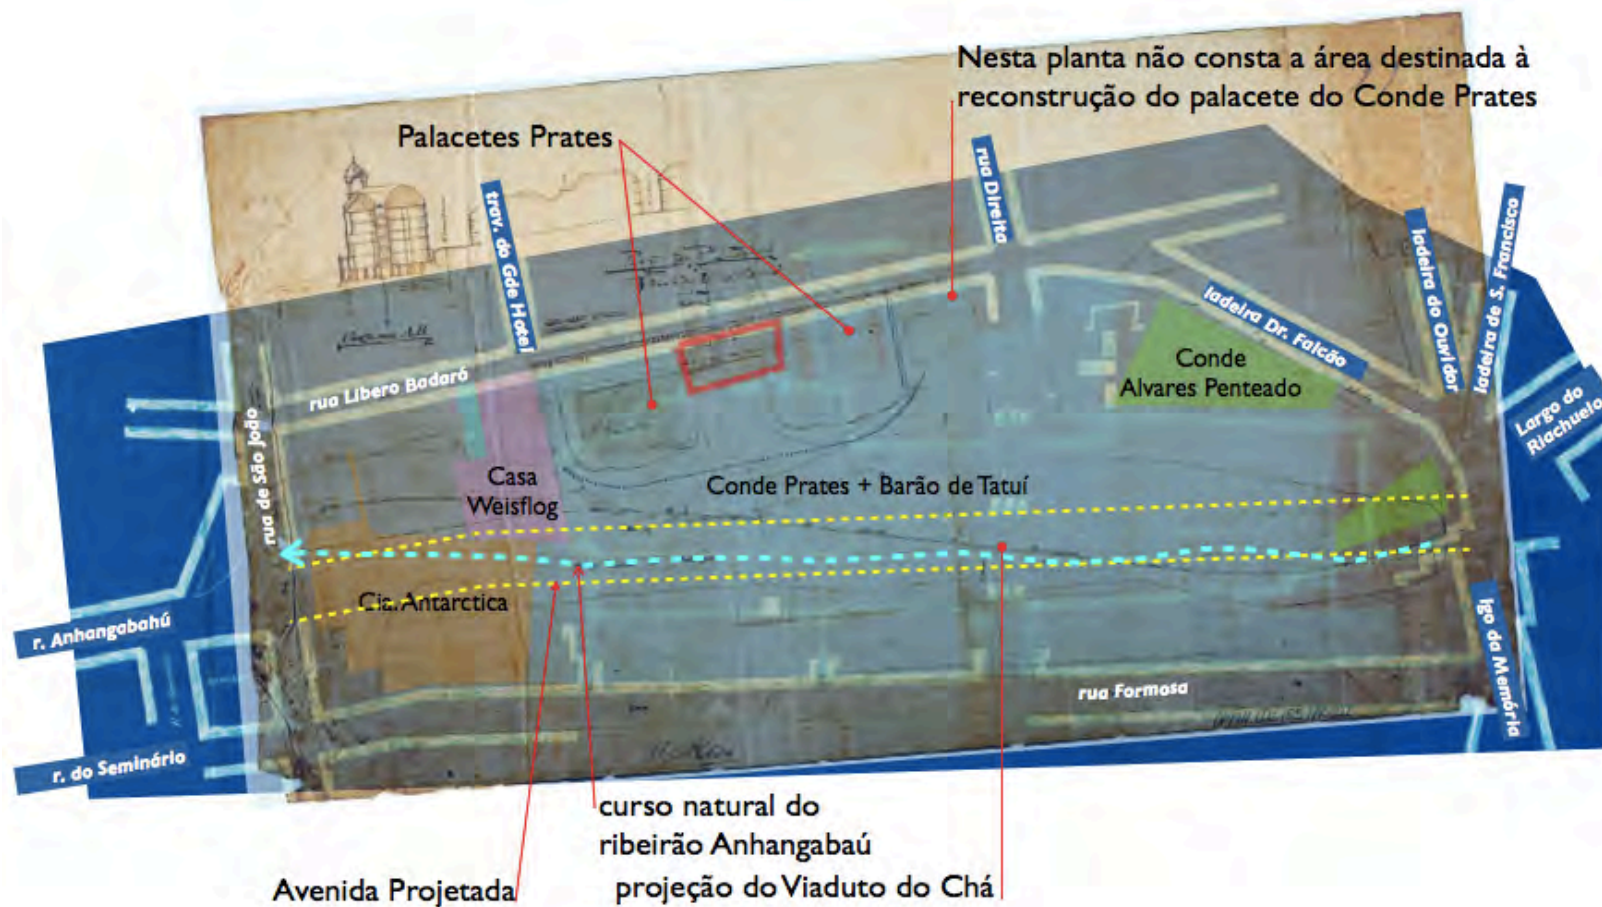 Nesta planta não consta a área destinada à
reconstrução do palacete do Conde Prates
Palacetes Prates
trav. do Gde Hotel
rua Direita
ladeira do Ouvidor
ladeira de S. Francisco
ladeira Dr. Falcão
Conde
Alvares Penteado
Largo do
Riachuelo
rua Libero Badaró
rua de São João
Casa
Weisflog
Conde Prates + Barão de Tatuí
Cia. Antarctica
r. Anhangabahú
r. do Seminário
rua Formosa
lgo da Memória
curso natural do
ribeirão Anhangabaú
projeção do Viaduto do Chá
Avenida Projetada